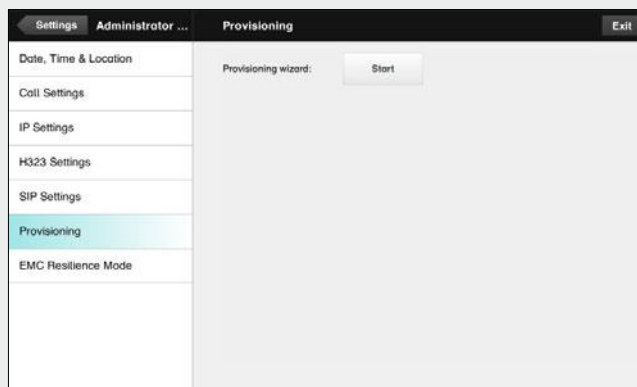 Settings Administrator ... Provisioning Exit
Date, Time & Location
Provisioning wizard: Start
Call Settings
IP Settings
H323 Settings
SIP Settings
Provisioning
EMC Resilience Mode